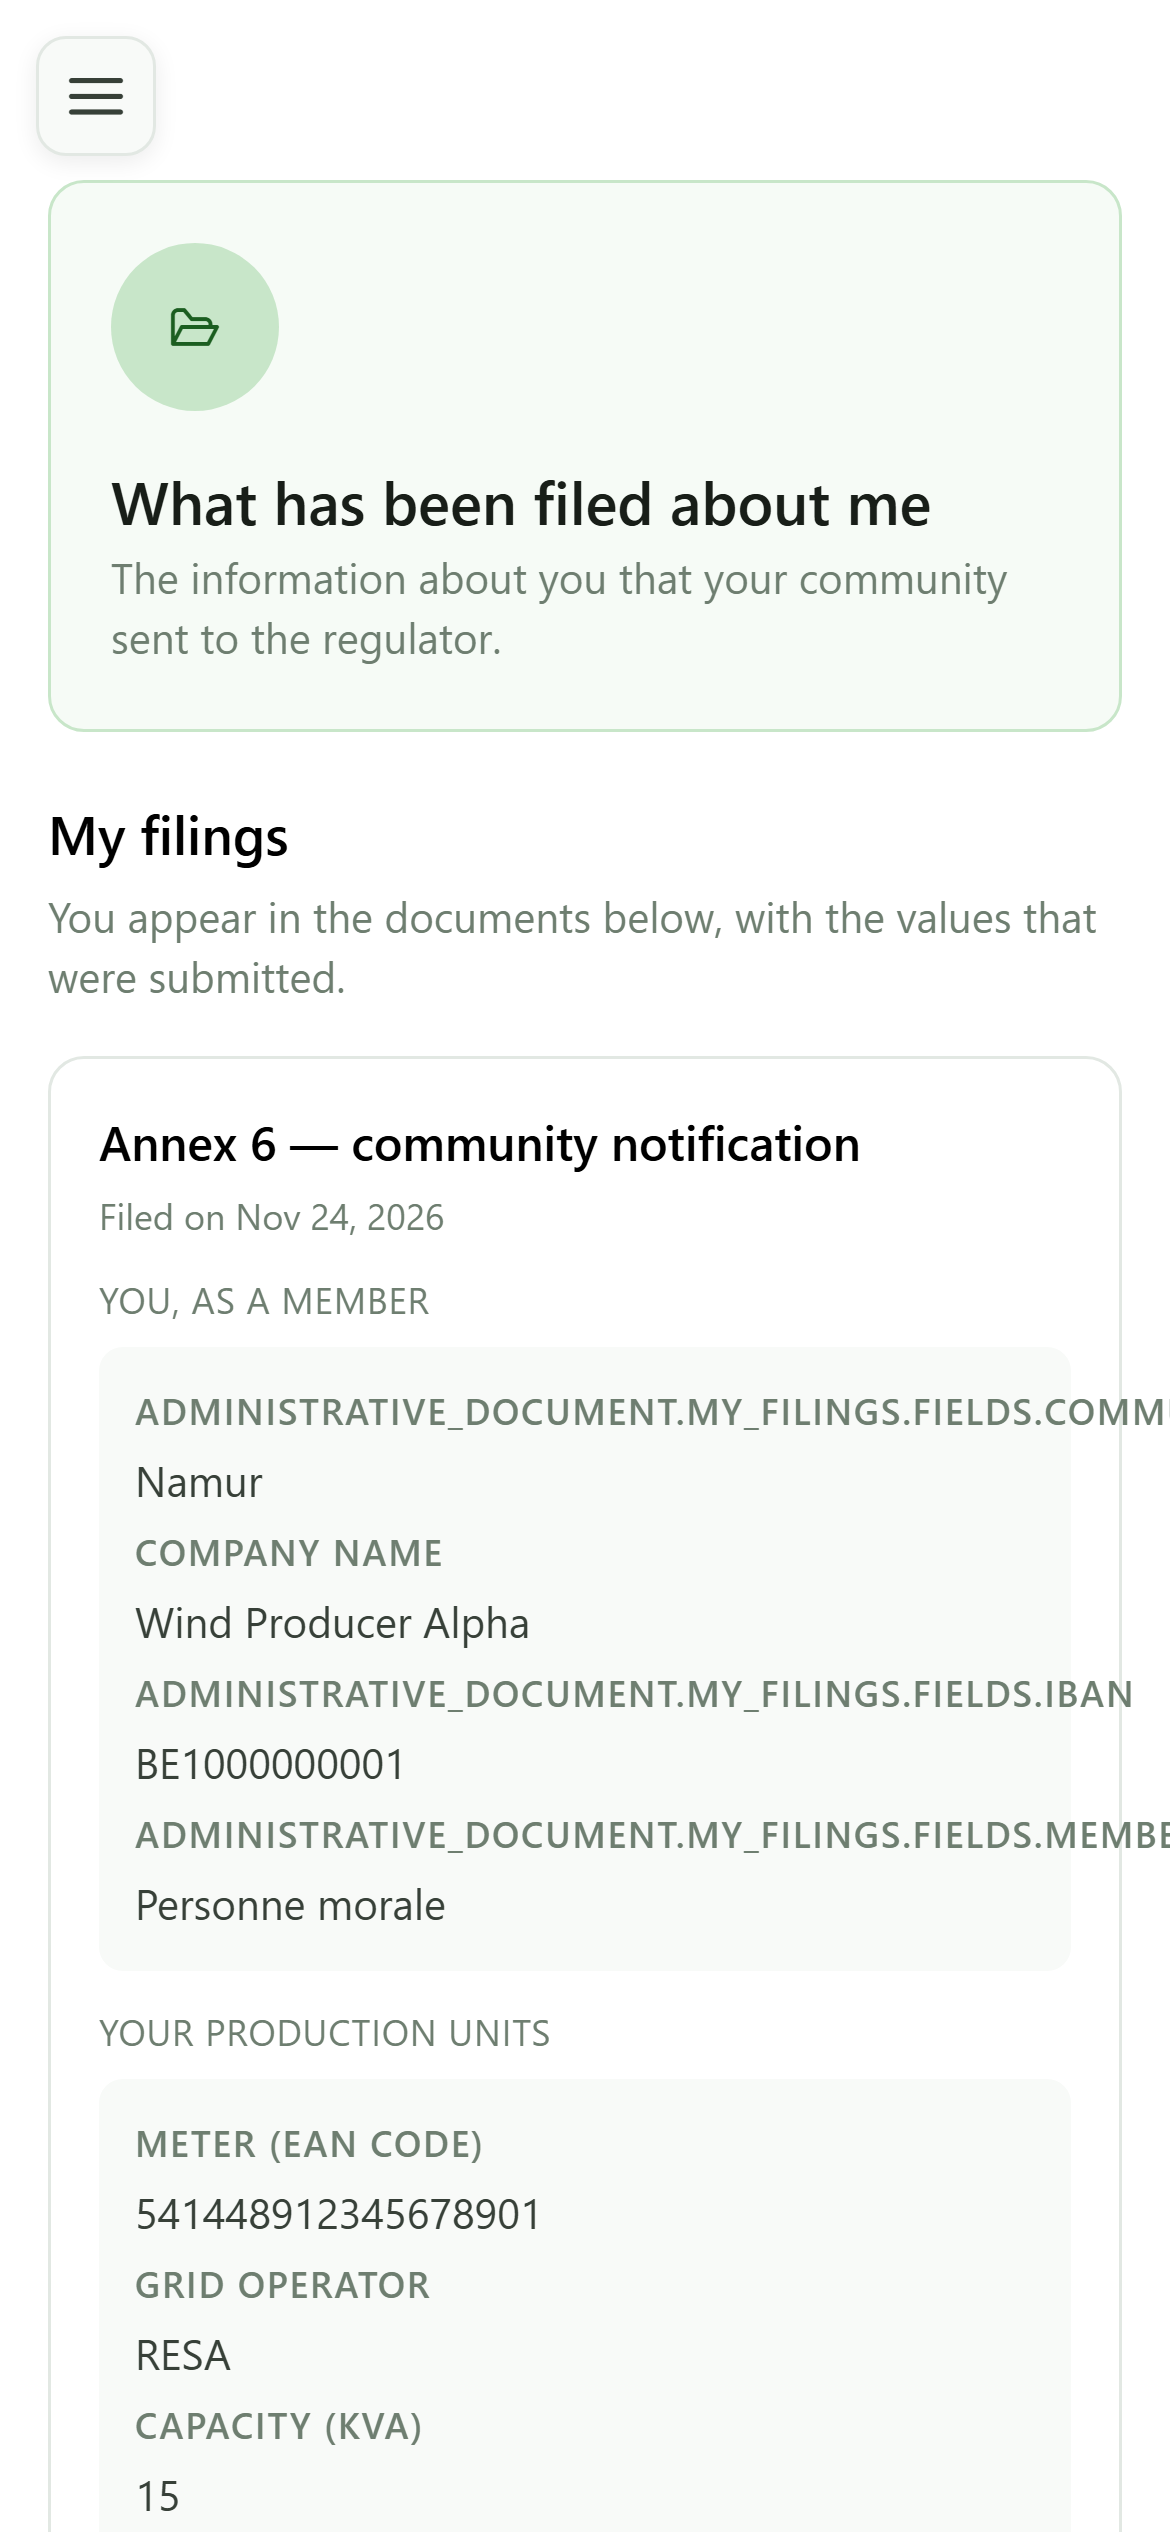 What has been filed about me
The information about you that your community
sent to the regulator.
My filings
You appear in the documents below, with the values that
were submitted.
Annex 6 — community notification
Filed on Nov 24, 2026
YOU, AS A MEMBER
ADMINISTRATIVE_DOCUMENT.MY_FILINGS.FIELDS.COMM
Namur
COMPANY NAME
Wind Producer Alpha
ADMINISTRATIVE_DOCUMENT.MY_FILINGS.FIELDS.IBAN
BE1000000001
ADMINISTRATIVE_DOCUMENT.MY_FILINGS.FIELDS.MEMBE
Personne morale
YOUR PRODUCTION UNITS
METER (EAN CODE)
541448912345678901
GRID OPERATOR
RESA
CAPACITY (KVA)
15